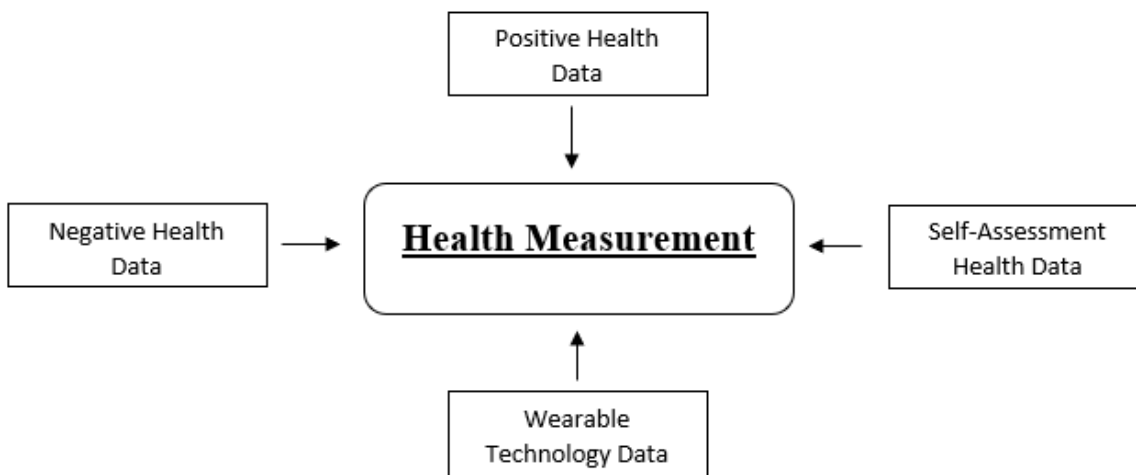 Positive Health
Data
Negative Health
Data
Health Measurement
Self-Assessment
Health Data
Wearable
Technology Data